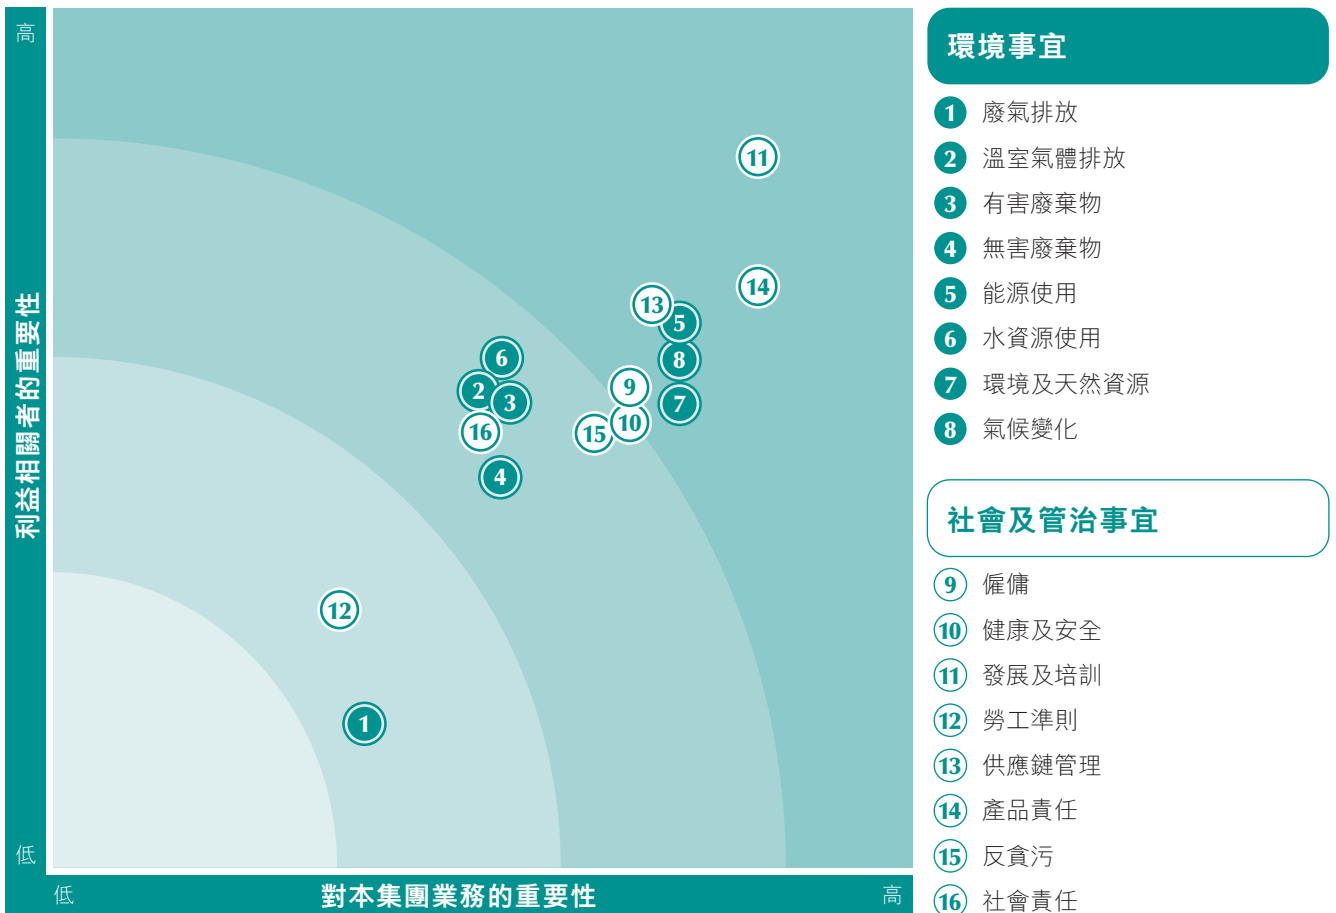 高
利益相關者的重要性
低
低
對本集團業務的重要性
高
11
14
13
5
8
6
2
3
9
7
10
16
15
4
12
1
環境事宜
1 廢氣排放
2 溫室氣體排放
3 有害廢棄物
4 無害廢棄物
5 能源使用
6 水資源使用
7 環境及天然資源
8 氣候變化
社會及管治事宜
9 僱傭
10 健康及安全
11 發展及培訓
12 勞工準則
13 供應鏈管理
14 產品責任
15 反貪污
16 社會責任